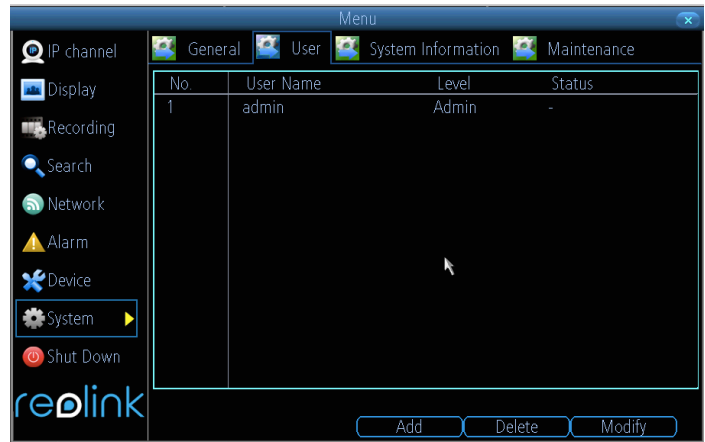 Menu
IP channel
Display
Recording
Search
Network
Alarm
Device
System
Shut Down
reolink
General User System Information Maintenance
No. User Name Level Status
1 admin Admin -
Add Delete Modify